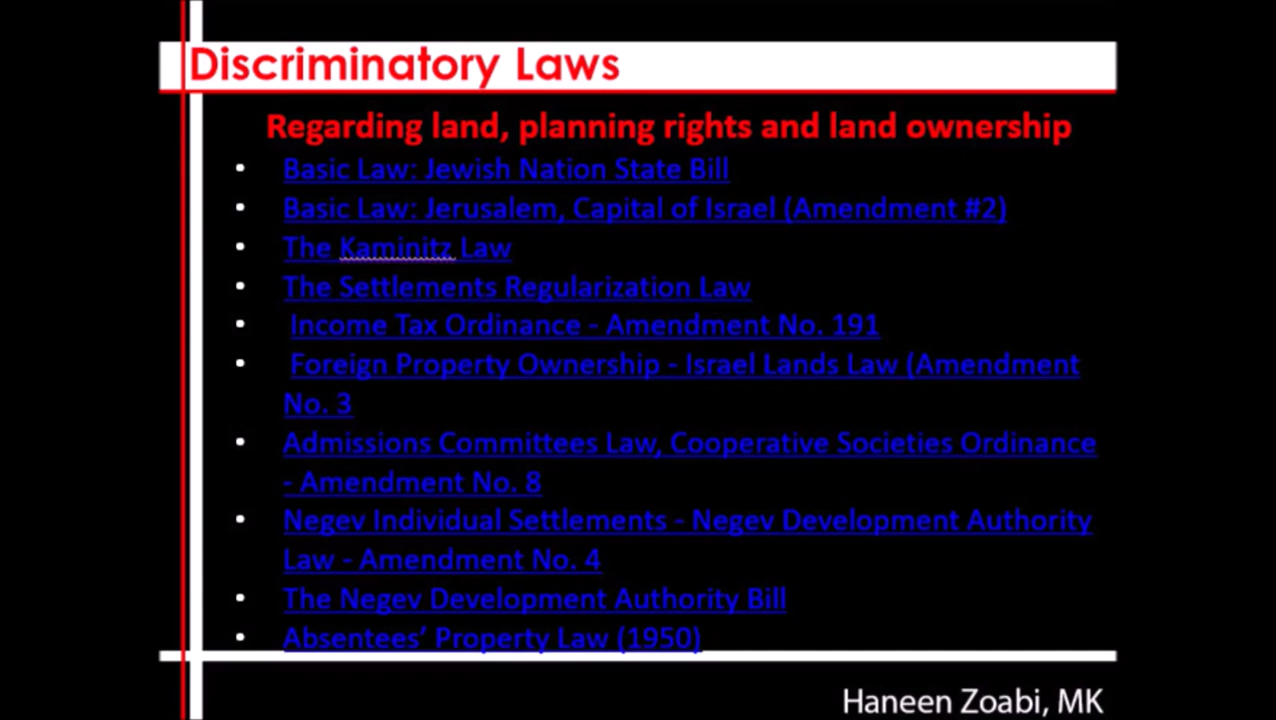 Discriminatory Laws
Regarding land, planning rights and land ownership
• Basic Law: Jewish Nation State Bill
• Basic Law: Jerusalem, Capital of Israel (Amendment #2)
• The Kaminitz Law
• The Settlements Regularization Law
• Income Tax Ordinance - Amendment No. 191
• Foreign Property Ownership - Israel Lands Law (Amendment
No. 3
• Admissions Committees Law, Cooperative Societies Ordinance
- Amendment No. 8
• Negev Individual Settlements - Negev Development Authority
Law - Amendment No. 4
• The Negev Development Authority Bill
• Absentees’ Property Law (1950)
Haneen Zoabi, MK